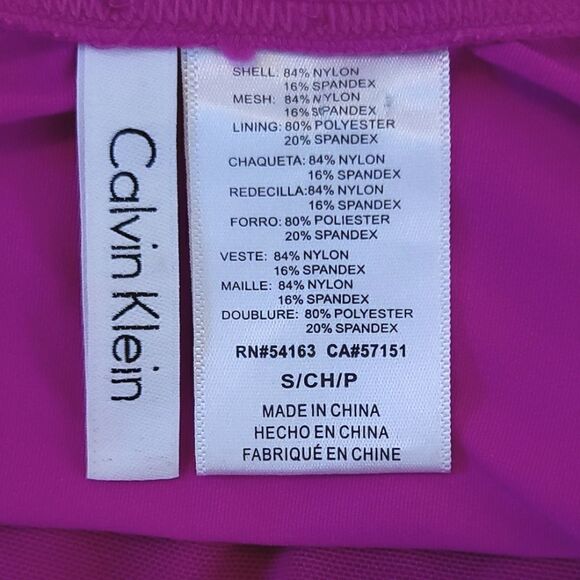 Calvin Klein
SHELL: 84% NYLON
16% SPANDEX
MESH: 84% NYLON
16% SPANDEX
LINING: 80% POLYESTER
20% SPANDEX
CHAQUETA: 84% NYLON
16% SPANDEX
REDECILLA:84% NYLON
16% SPANDEX
FORRO: 80% POLIESTER
20% SPANDEX
VESTE: 84% NYLON
16% SPANDEX
MAILLE: 84% NYLON
16% SPANDEX
DOUBLURE: 80% POLYESTER
20% SPANDEX
RN#54163 CA#57151
S/CH/P
MADE IN CHINA
HECHO EN CHINA
FABRIQUÉ EN CHINE